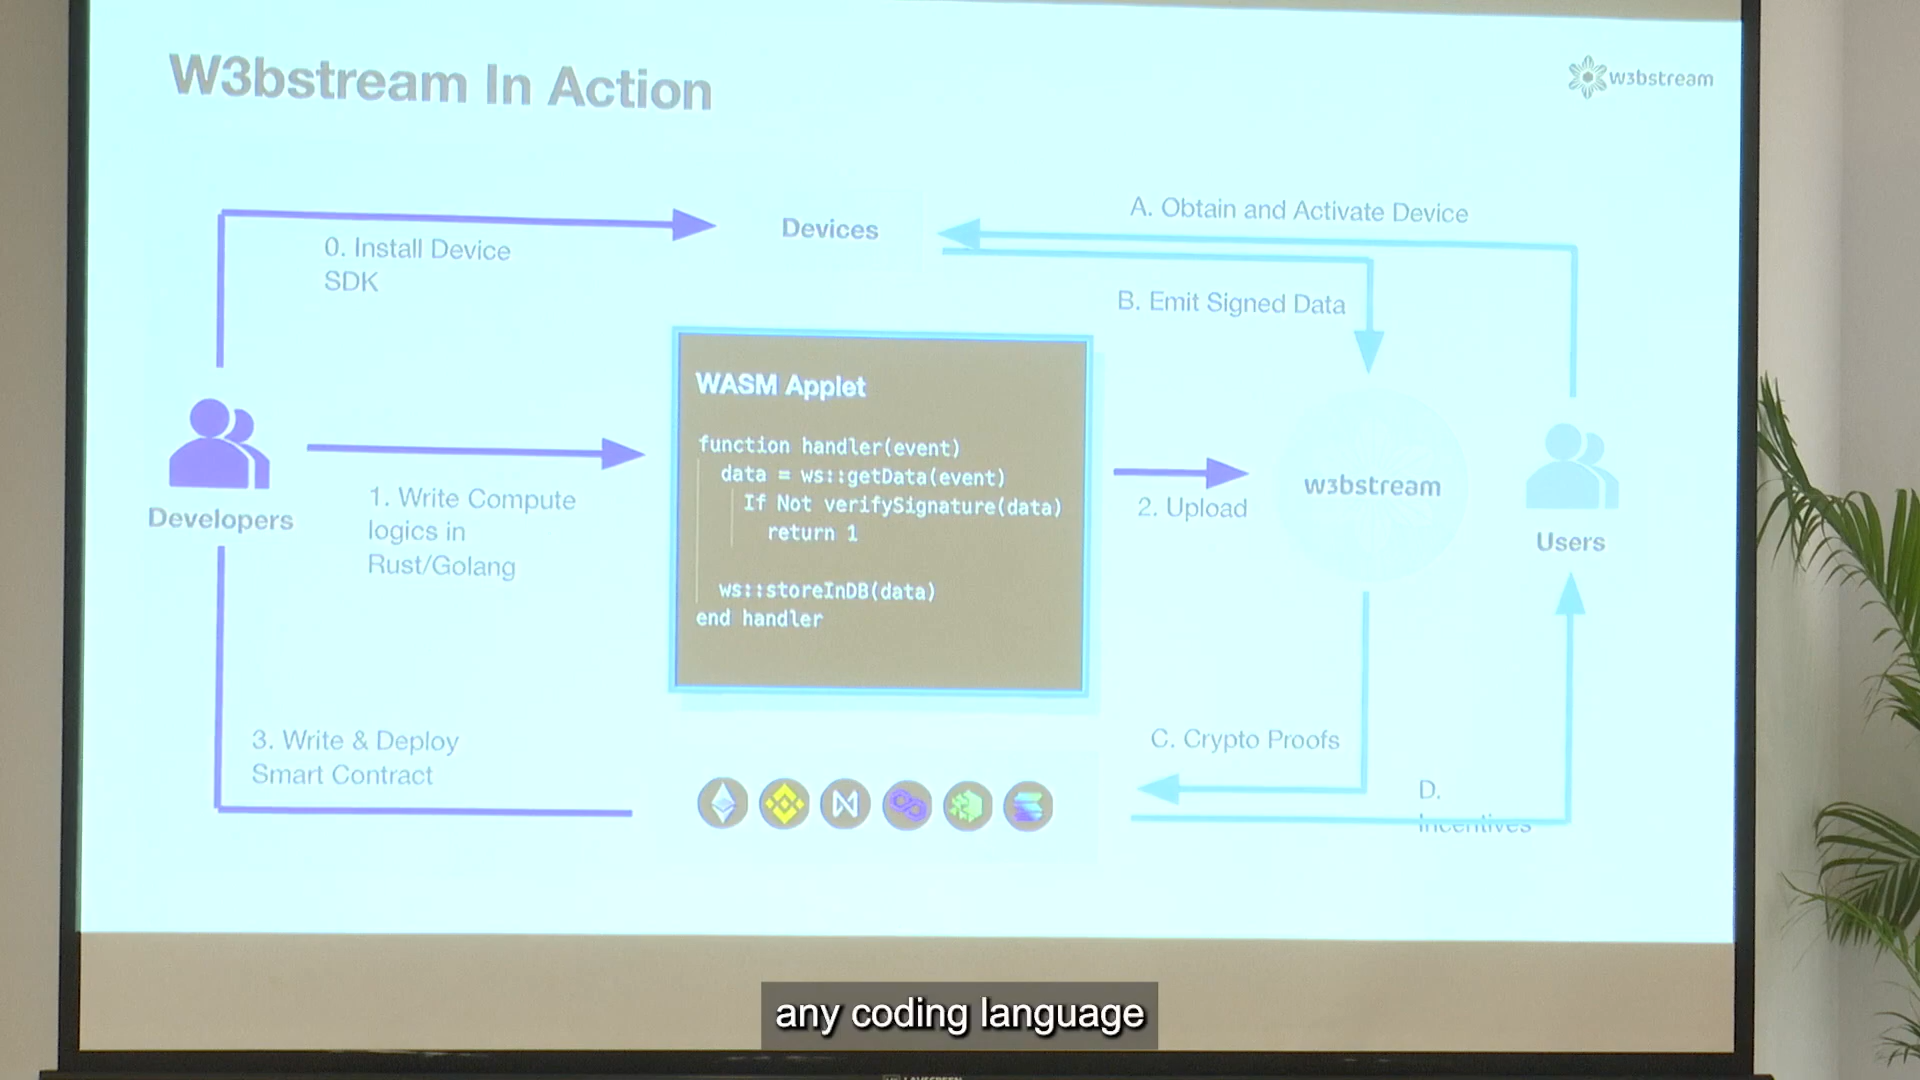 W3bstream In Action
w3bstream
Devices
A. Obtain and Activate Device
0. Install Device
SDK
B. Emit Signed Data
WASM Applet
function handler(event)
data = ws::getData(event)
If Not verifySignature(data)
return 1
ws::storeInDB(data)
end handler
Developers
1. Write Compute
logics in
Rust/Golang
2. Upload
w3bstream
Users
3. Write & Deploy
Smart Contract
C. Crypto Proofs
D.
Incentives
any coding language